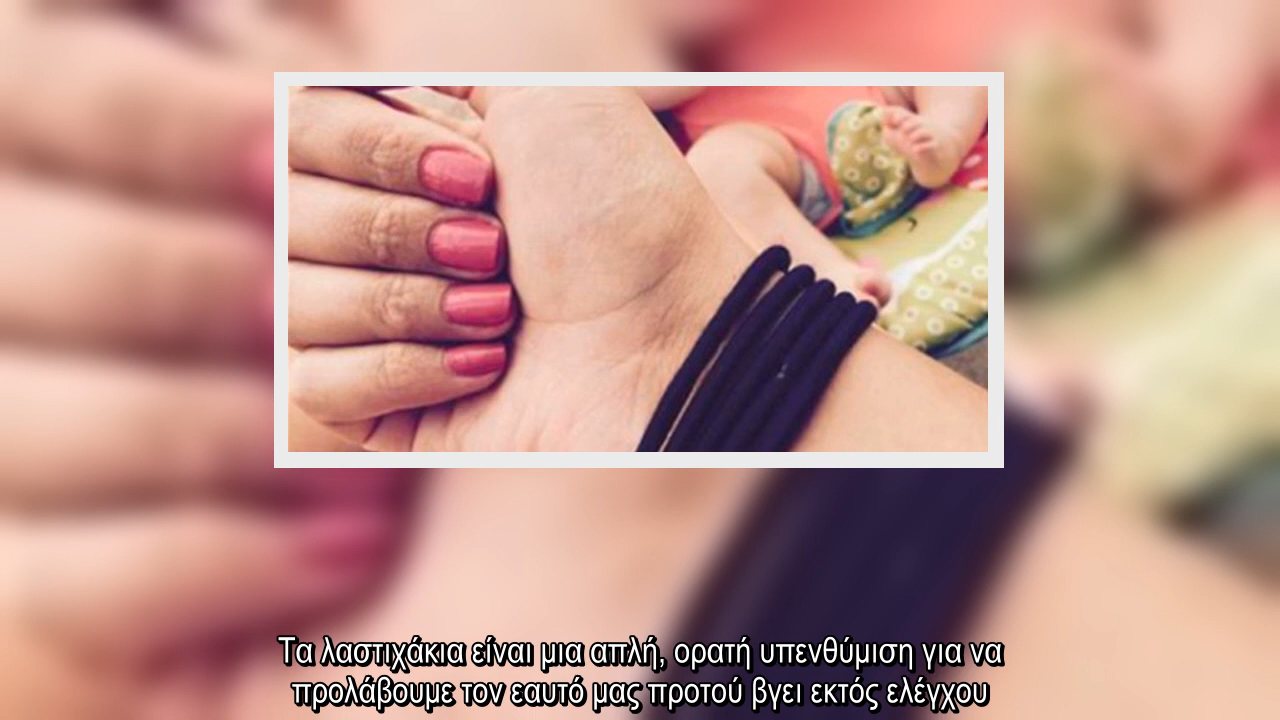 Τα λαστιχάκια είναι μια απλή, ορατή υπενθύμιση για να
προλάβουμε τον εαυτό μας προτού βγει εκτός ελέγχου